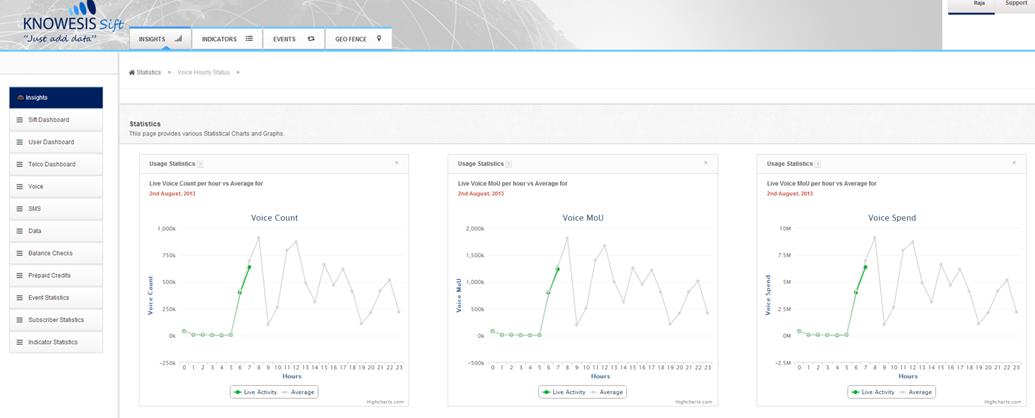 Raja
Support
KNOWESIS Sift
"Just add data"
INSIGHTS
INDICATORS
EVENTS
GEO FENCE
Statistics > Voice Hourly Status >
Insights
Sift Dashboard
User Dashboard
Telco Dashboard
Voice
SMS
Data
Balance Checks
Prepaid Credits
Event Statistics
Subscriber Statistics
Indicator Statistics
Statistics
This page provides various Statistical Charts and Graphs.
Usage Statistics
Live Voice Count per hour vs Average for
2nd August, 2013
Voice Count
1,000k
750k
500k
250k
0k
-250k
Voice Count
0 1 2 3 4 5 6 7 8 9 10 11 12 13 14 15 16 17 18 19 20 21 22 23
Hours
Live Activity Average
Highcharts.com
Usage Statistics
Live Voice MoU per hour vs Average for
2nd August, 2013
Voice MoU
2,000k
1,500k
1,000k
500k
0k
-500k
Voice MoU
0 1 2 3 4 5 6 7 8 9 10 11 12 13 14 15 16 17 18 19 20 21 22 23
Hours
Live Activity Average
Highcharts.com
Usage Statistics
Live Voice MoU per hour vs Average for
2nd August, 2013
Voice Spend
10M
7.5M
5M
2.5M
0M
-2.5M
Voice Spend
0 1 2 3 4 5 6 7 8 9 10 11 12 13 14 15 16 17 18 19 20 21 22 23
Hours
Live Activity Average
Highcharts.com